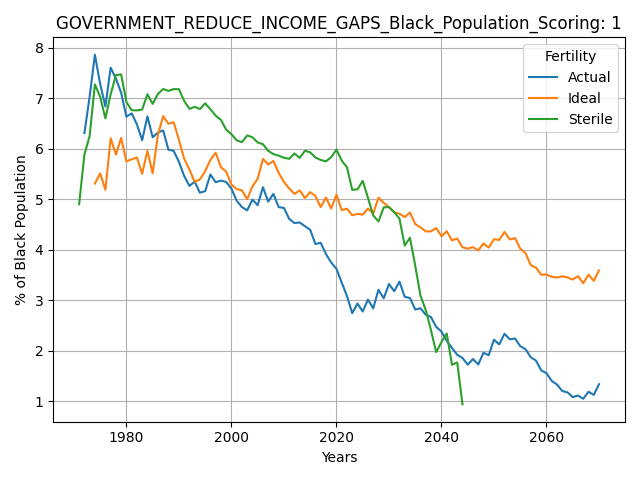 GOVERNMENT_REDUCE_INCOME_GAPS_Black_Population_Scoring: 1
Fertility
Actual
Ideal
Sterile
% of Black Population
8
7
6
5
4
3
2
1
1980 2000 2020 2040 2060
Years